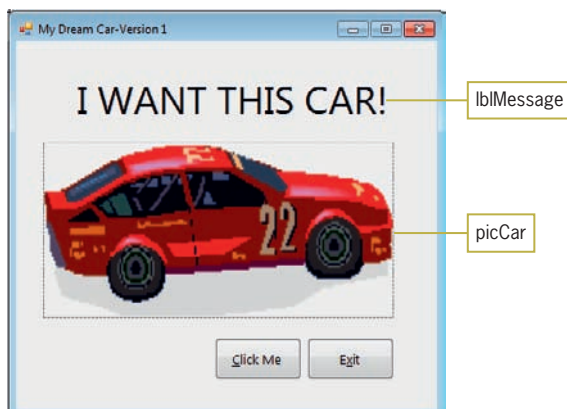 My Dream Car-Version 1
I WANT THIS CAR!
lblMessage
22
picCar
Click Me
Exit